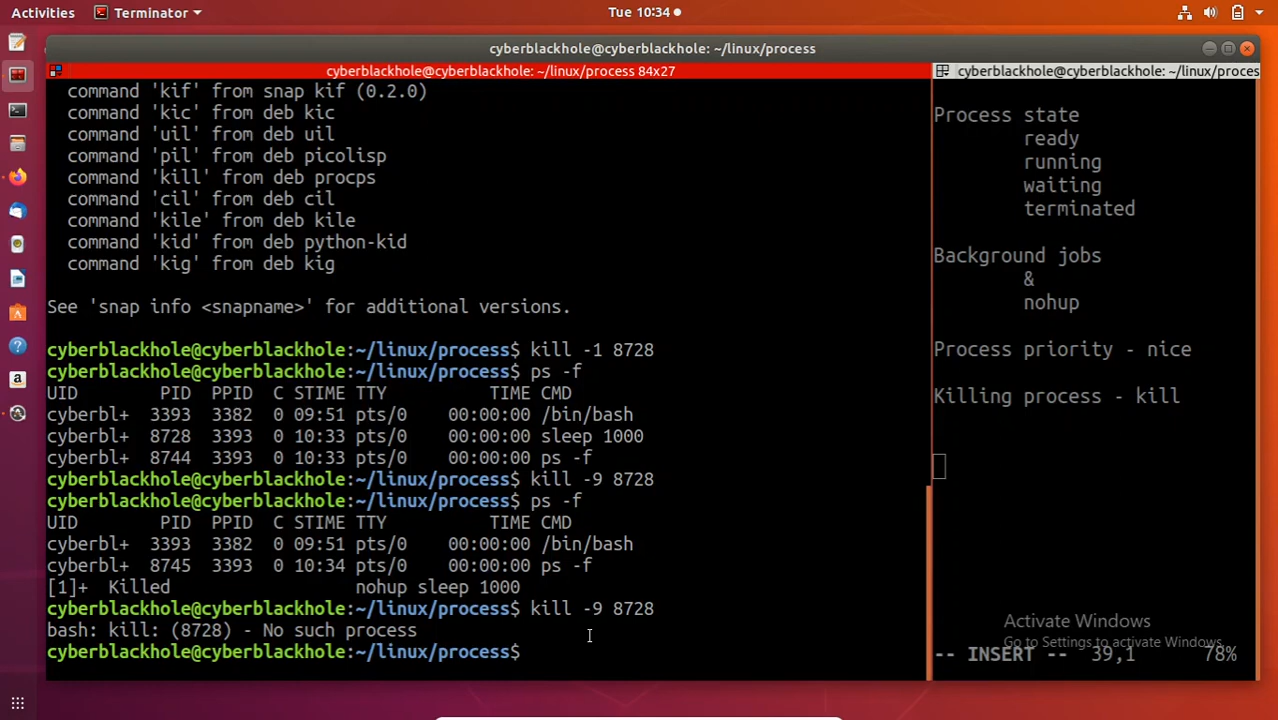 Activities
Terminator
Tue 10:34
cyberblackhole@cyberblackhole: ~/linux/process
cyberblackhole@cyberblackhole: ~/linux/process 84x27
command 'kif' from snap kif (0.2.0)
command 'kic' from deb kic
command 'uil' from deb uil
command 'pil' from deb picolisp
command 'kill' from deb procps
command 'cil' from deb cil
command 'kile' from deb kile
command 'kid' from deb python-kid
command 'kig' from deb kig
See 'snap info <snapname>' for additional versions.
cyberblackhole@cyberblackhole:~/linux/process$ kill -1 8728
cyberblackhole@cyberblackhole:~/linux/process$ ps -f
UID PID PPID C STIME TTY TIME CMD
cyberbl+ 3393 3382 0 09:51 pts/0 00:00:00 /bin/bash
cyberbl+ 8728 3393 0 10:33 pts/0 00:00:00 sleep 1000
cyberbl+ 8744 3393 0 10:33 pts/0 00:00:00 ps -f
cyberblackhole@cyberblackhole:~/linux/process$ kill -9 8728
cyberblackhole@cyberblackhole:~/linux/process$ ps -f
UID PID PPID C STIME TTY TIME CMD
cyberbl+ 3393 3382 0 09:51 pts/0 00:00:00 /bin/bash
cyberbl+ 8745 3393 0 10:34 pts/0 00:00:00 ps -f
[1]+ Killed nohup sleep 1000
cyberblackhole@cyberblackhole:~/linux/process$ kill -9 8728
bash: kill: (8728) - No such process
cyberblackhole@cyberblackhole:~/linux/process$
cyberblackhole@cyberblackhole: ~/linux/proces
Process state
ready
running
waiting
terminated
Background jobs
&
nohup
Process priority - nice
Killing process - kill
Activate Windows
Go to Settings to activate Windows.
-- INSERT -- 39,1 78%